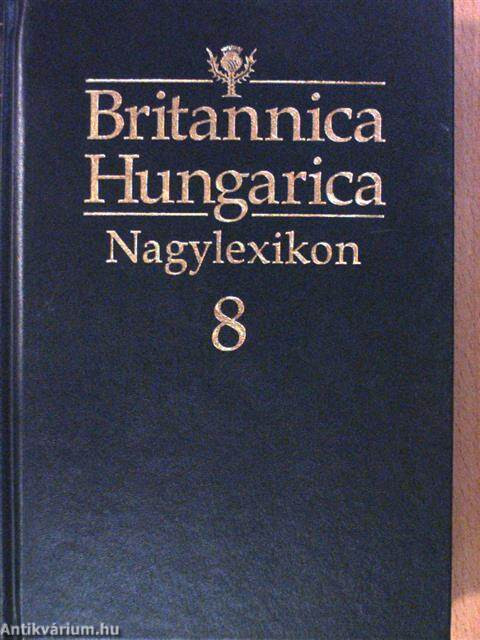 Britannica
Hungarica
Nagylexikon
8
Antikvárium.hu